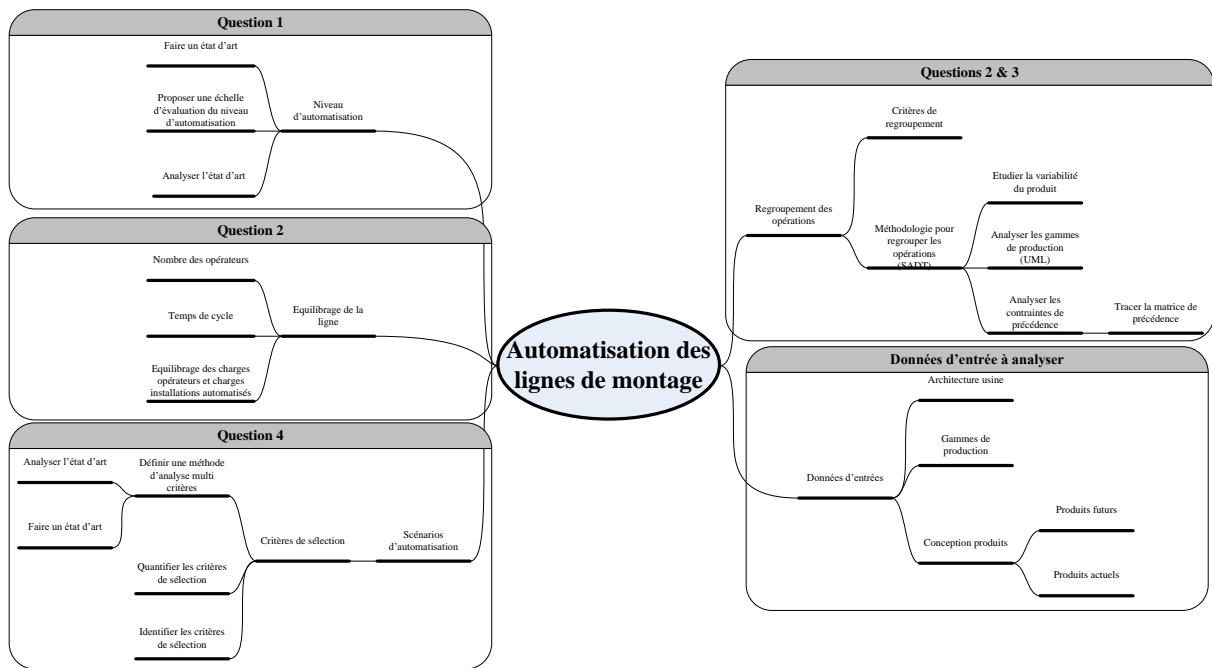 Question 1
Faire un état d'art
Proposer une échelle
d'évaluation du niveau
d'automatisation
Niveau
d'automatisation
Analyser l'état d'art
Question 2
Nombre des opérateurs
Temps de cycle
Equilibrage de la
ligne
Equilibrage des charges
opérateurs et charges
installations automatisés
Question 4
Analyser l'état d'art
Définir une méthode
d'analyse multi
critères
Faire un état d'art
Critères de sélection
Scénarios
d'automatisation
Quantifier les critères
de sélection
Identifier les critères
de sélection
Automatisation des
lignes de montage
Questions 2 & 3
Critères de
regroupement
Etudier la variabilité
du produit
Regroupement des
opérations
Méthodologie pour
regrouper les
opérations
(SADT)
Analyser les gammes
de production
(UML)
Analyser les
contraintes de
précédence
Tracer la matrice de
précédence
Données d'entrée à analyser
Architecture usine
Gammes de
production
Données d'entrées
Produits futurs
Conception produits
Produits actuels